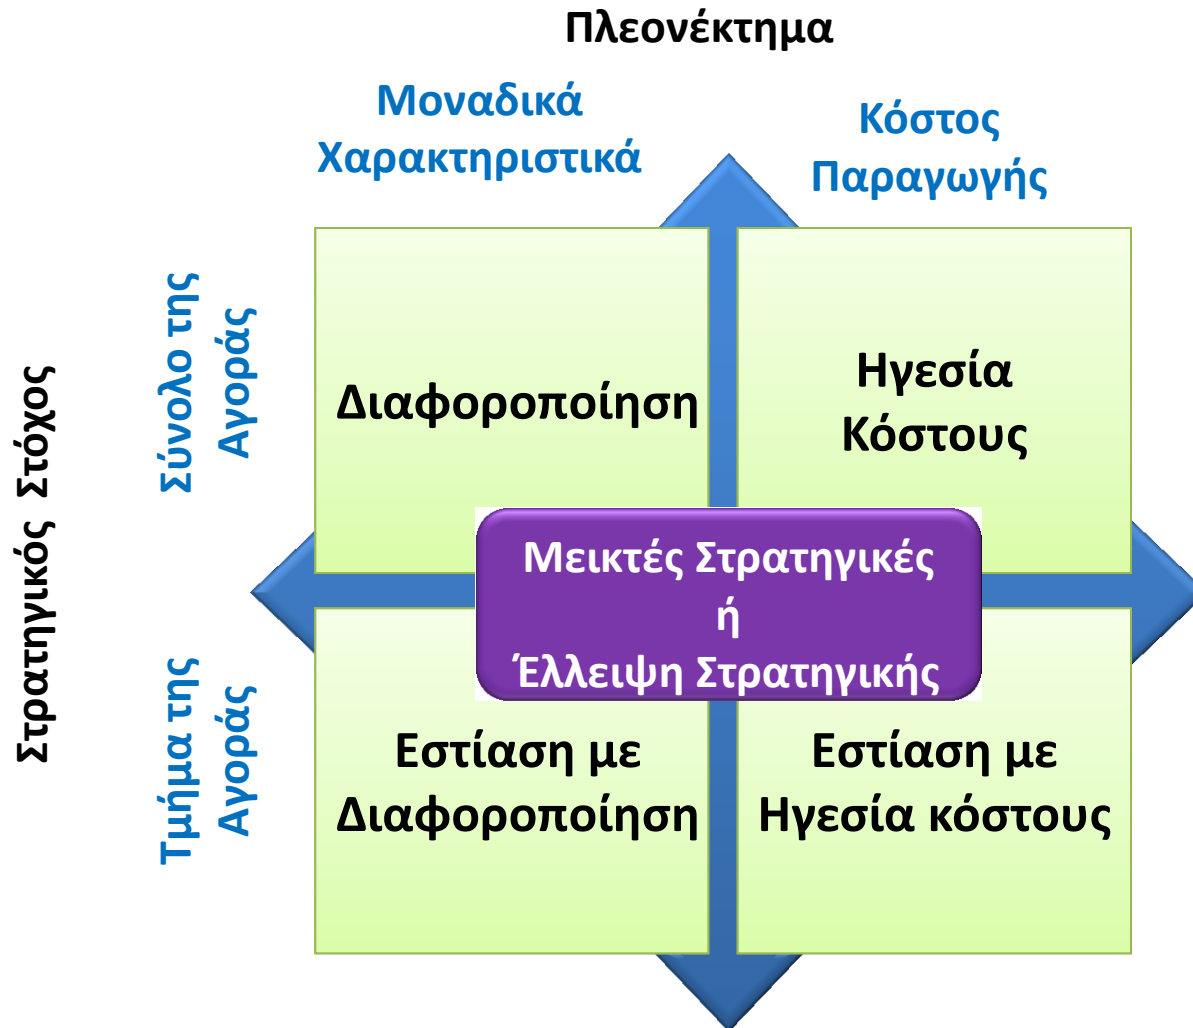 Πλεονέκτημα
Μοναδικά
Χαρακτηριστικά
Κόστος
Παραγωγής
Στρατηγικός Στόχος
Σύνολο της
Αγοράς
Διαφοροποίηση
Ηγεσία
Κόστους
Μεικτές Στρατηγικές
ή
Έλλειψη Στρατηγικής
Τμήμα της
Αγοράς
Εστίαση με
Διαφοροποίηση
Εστίαση με
Ηγεσία κόστους